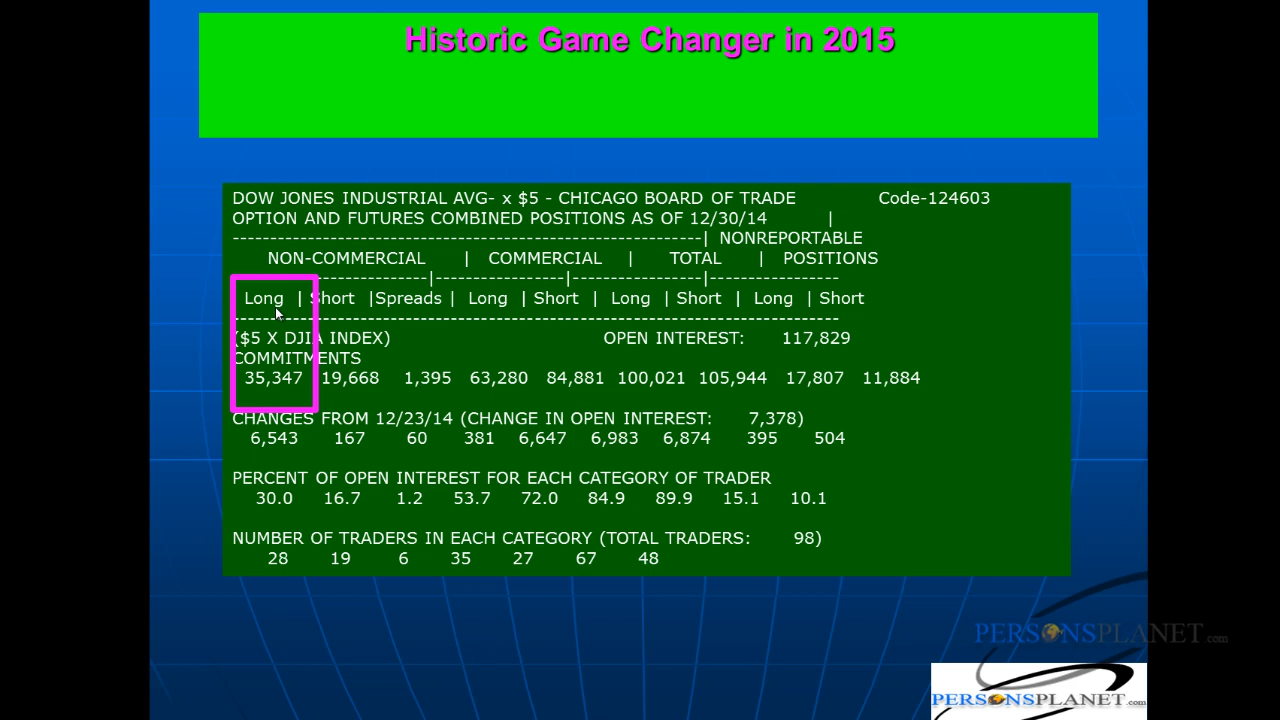 Historic Game Changer in 2015
DOW JONES INDUSTRIAL AVG- x $5 - CHICAGO BOARD OF TRADE Code-124603
OPTION AND FUTURES COMBINED POSITIONS AS OF 12/30/14 |
--------------------------------------------------------------| NONREPORTABLE
NON-COMMERCIAL | COMMERCIAL | TOTAL | POSITIONS
--------------------------|------------------|-----------------|-----------------
Long | Short |Spreads | Long | Short | Long | Short | Long | Short
--------------------------------------------------------------------------------
($5 X DJIA INDEX) OPEN INTEREST: 117,829
COMMITMENTS
35,347 19,668 1,395 63,280 84,881 100,021 105,944 17,807 11,884
CHANGES FROM 12/23/14 (CHANGE IN OPEN INTEREST: 7,378)
6,543 167 60 381 6,647 6,983 6,874 395 504
PERCENT OF OPEN INTEREST FOR EACH CATEGORY OF TRADER
30.0 16.7 1.2 53.7 72.0 84.9 89.9 15.1 10.1
NUMBER OF TRADERS IN EACH CATEGORY (TOTAL TRADERS: 98)
28 19 6 35 27 67 48
PERSONSPLANET.com
PERSONSPLANET.com